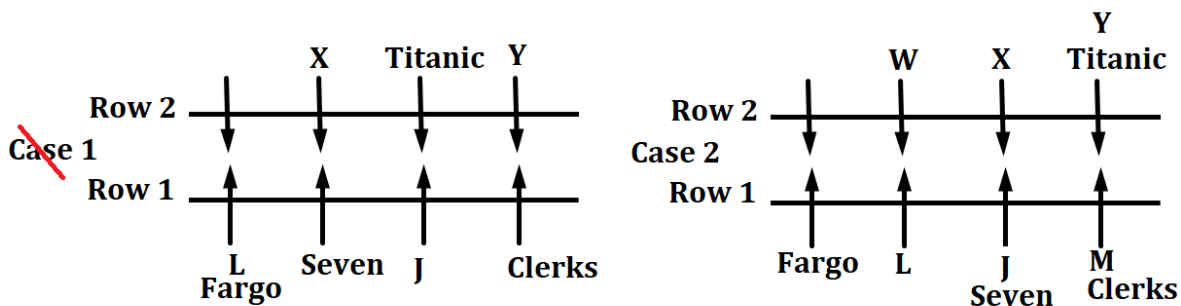 X Titanic Y
Row 2
Case 1
Row 1
L Seven J Clerks
Fargo
Y
W X Titanic
Row 2
Case 2
Row 1
Fargo L J M
Seven Clerks